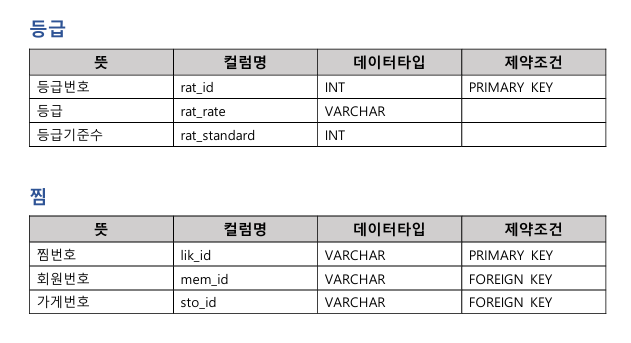 등급
뜻 컬럼명 데이터타입 제약조건
등급번호 rat_id INT PRIMARY KEY
등급 rat_rate VARCHAR
등급기준수 rat_standard INT
찜
뜻 컬럼명 데이터타입 제약조건
찜번호 lik_id VARCHAR PRIMARY KEY
회원번호 mem_id VARCHAR FOREIGN KEY
가게번호 sto_id VARCHAR FOREIGN KEY